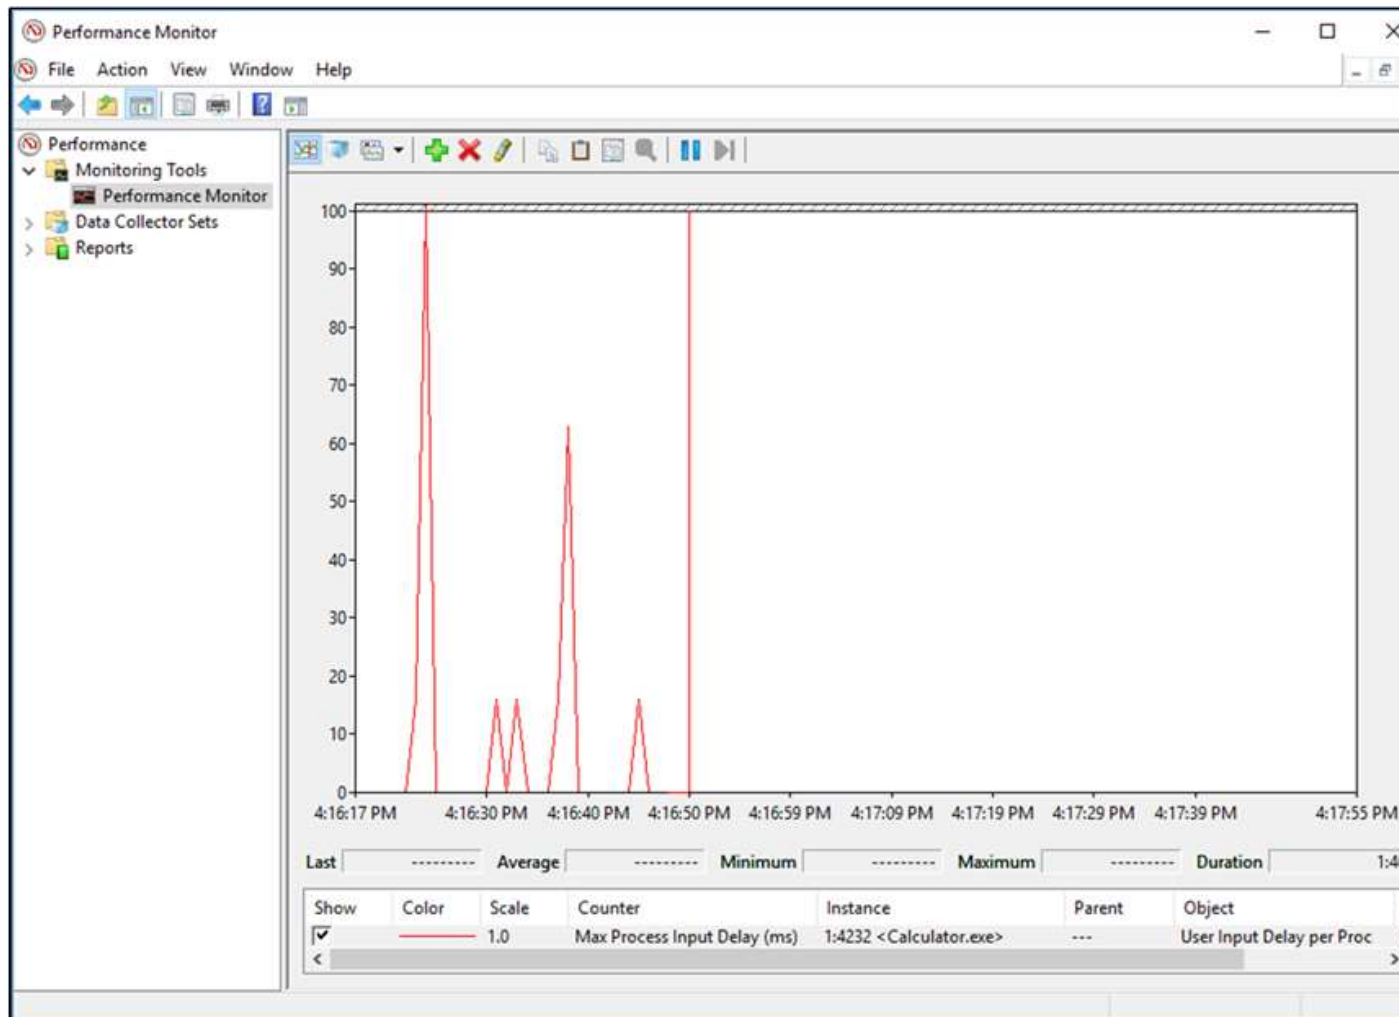 Performance Monitor
File Action View Window Help
Performance
Monitoring Tools
Performance Monitor
Data Collector Sets
Reports
100
90
80
70
60
50
40
30
20
10
0
4:16:17 PM 4:16:30 PM 4:16:40 PM 4:16:50 PM 4:16:59 PM 4:17:09 PM 4:17:19 PM 4:17:29 PM 4:17:39 PM 4:17:55 PM
Last --------- Average --------- Minimum --------- Maximum --------- Duration 1:4
Show Color Scale Counter Instance Parent Object
1.0 Max Process Input Delay (ms) 1:4232 <Calculator.exe> --- User Input Delay per Proc